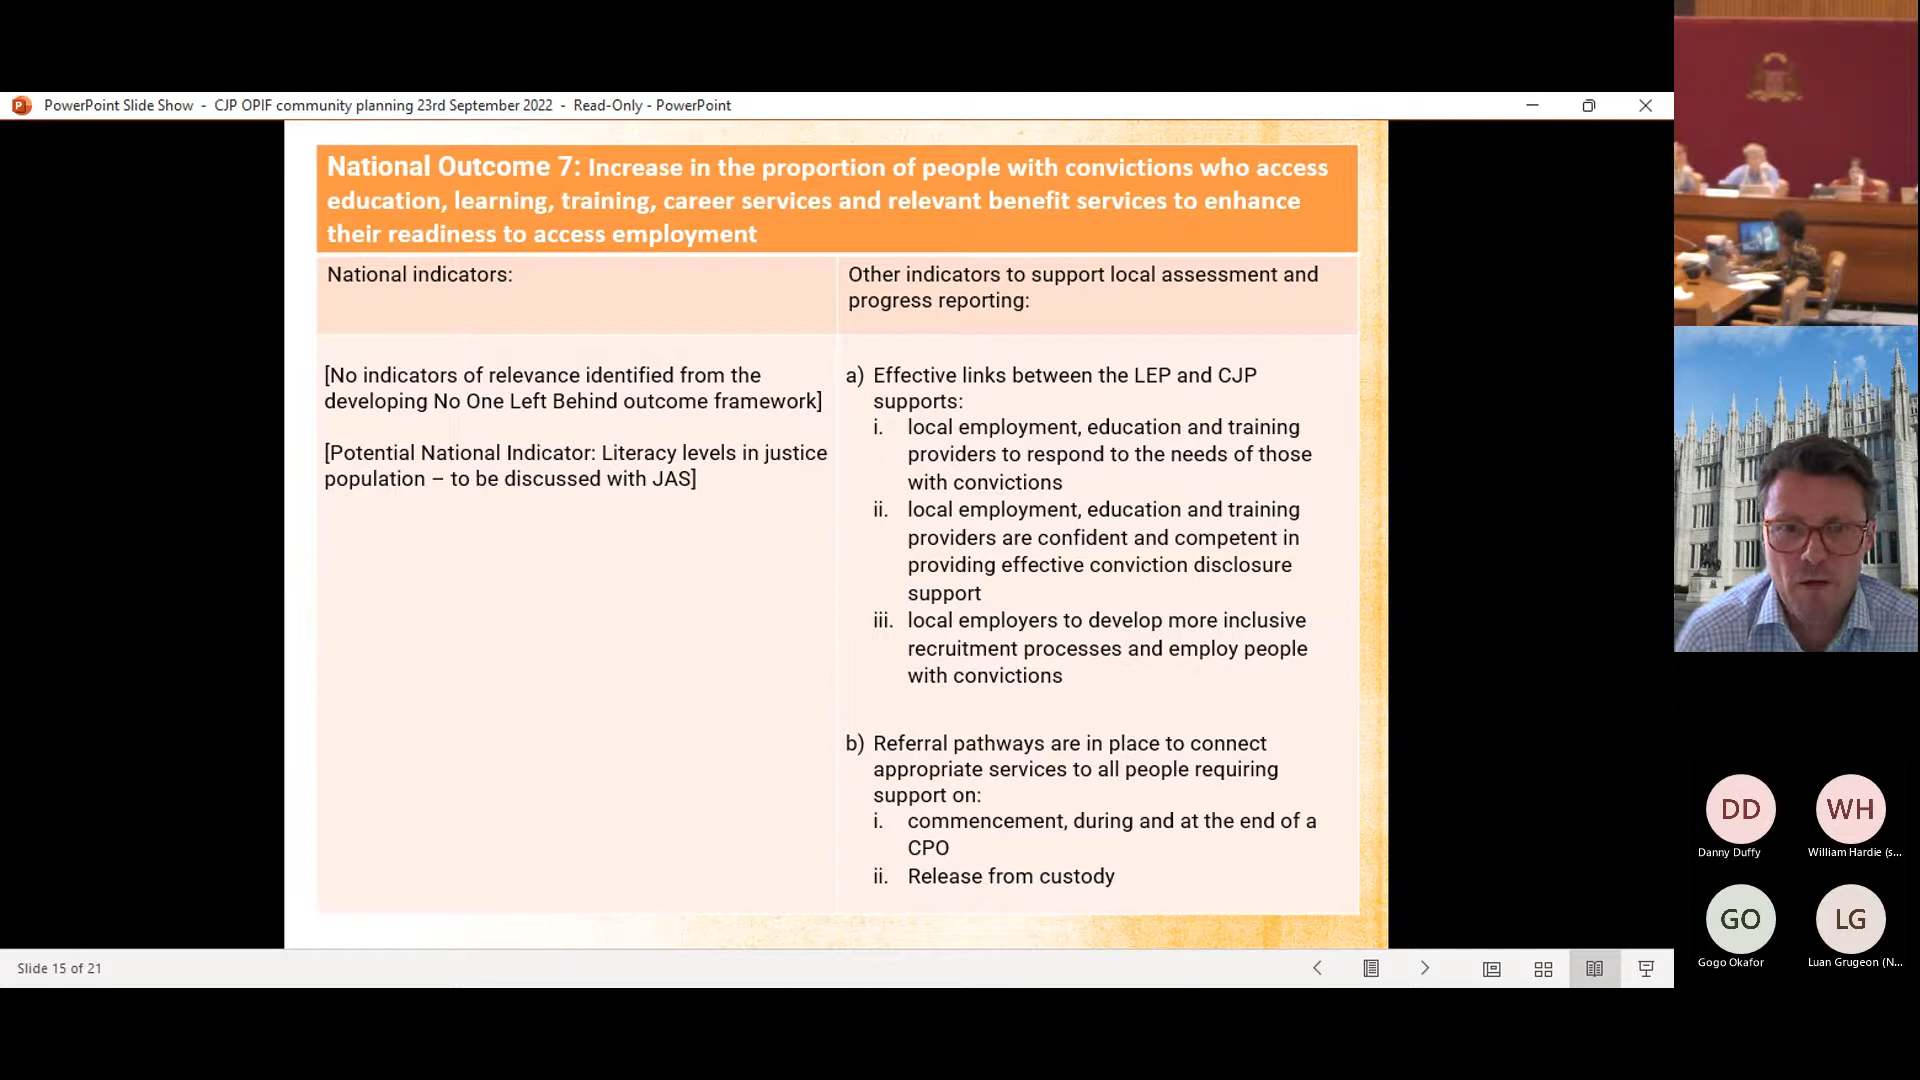 PowerPoint Slide Show - CJP OPIF community planning 23rd September 2022 - Read-Only - PowerPoint
National Outcome 7: Increase in the proportion of people with convictions who access
education, learning, training, career services and relevant benefit services to enhance
their readiness to access employment
National indicators:
Other indicators to support local assessment and
progress reporting:
[No indicators of relevance identified from the
developing No One Left Behind outcome framework]
[Potential National Indicator: Literacy levels in justice
population – to be discussed with JAS]
a) Effective links between the LEP and CJP
supports:
i. local employment, education and training
providers to respond to the needs of those
with convictions
ii. local employment, education and training
providers are confident and competent in
providing effective conviction disclosure
support
iii. local employers to develop more inclusive
recruitment processes and employ people
with convictions
b) Referral pathways are in place to connect
appropriate services to all people requiring
support on:
i. commencement, during and at the end of a
CPO
ii. Release from custody
Slide 15 of 21
DD
Danny Duffy
WH
William Hardie (s...
GO
Gogo Okafor
LG
Luan Grugeon (N...